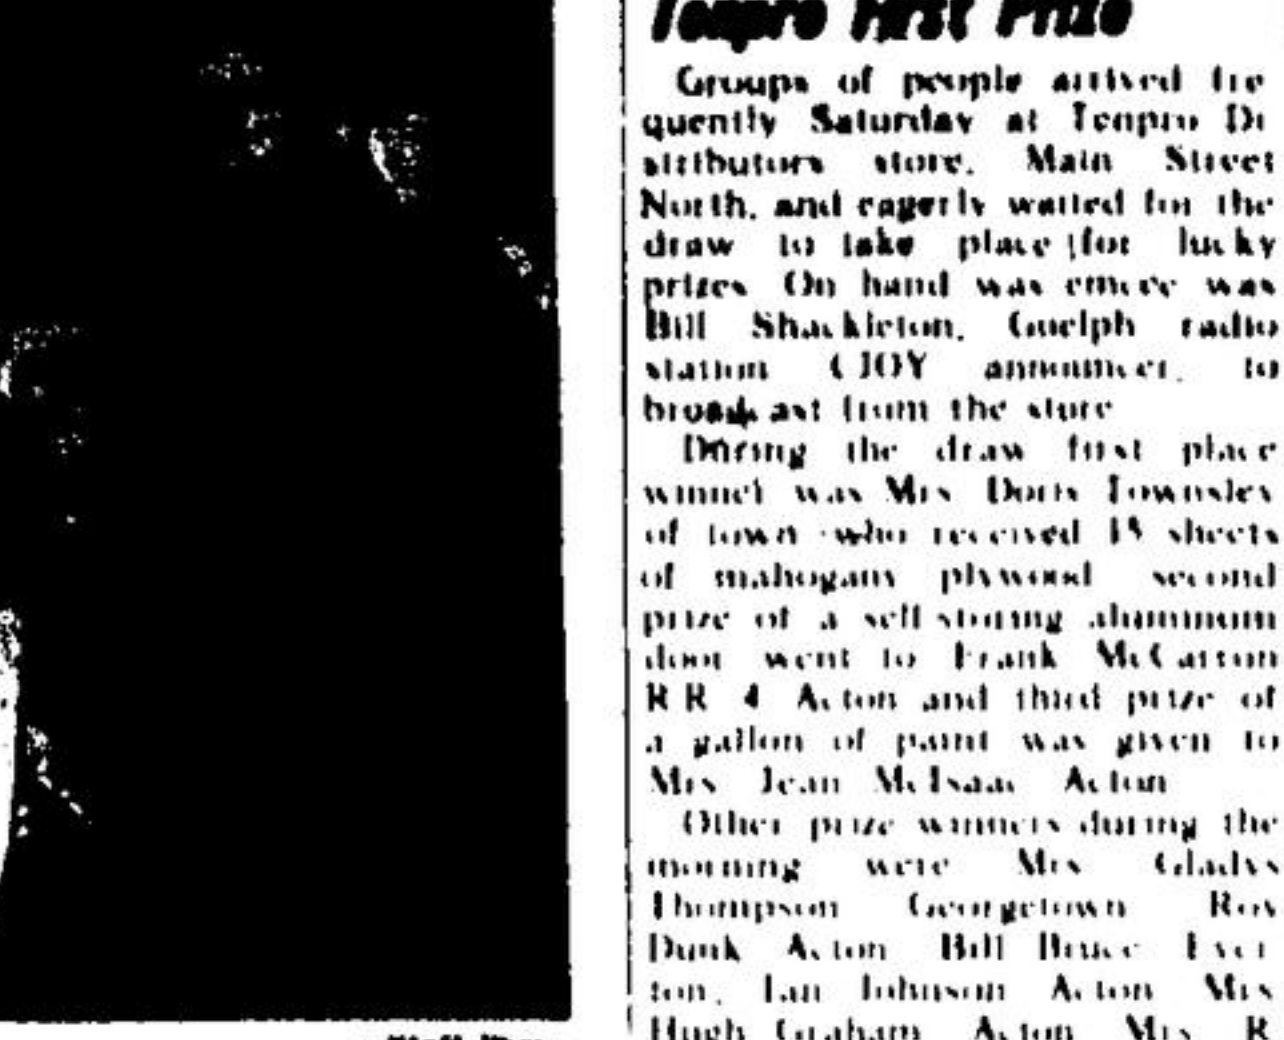 Tenpro First Prize
Groups of people arrived fre
quently Saturday at Tenpro Di
stributors store, Main Street
North, and eagerly waited for the
draw to take place for lucky
prizes On hand was emcee was
Bill Shackleton, Guelph radio
station CJOY announcer, to
broadcast from the store
During the draw first place
winner was Mrs Doris Townsley
of town who received 15 sheets
of mahogany plywood second
prize of a self storing aluminum
door went to Frank McCarron
R R 4 Acton and third prize of
a gallon of paint was given to
Mrs Jean McIsaac Acton
Other prize winners during the
morning were Mrs Gladys
Thompson Georgetown Roy
Dunk Acton Bill Bruce Ever
ton, Ian Johnson Acton Mrs
Hugh Graham Acton Mrs R